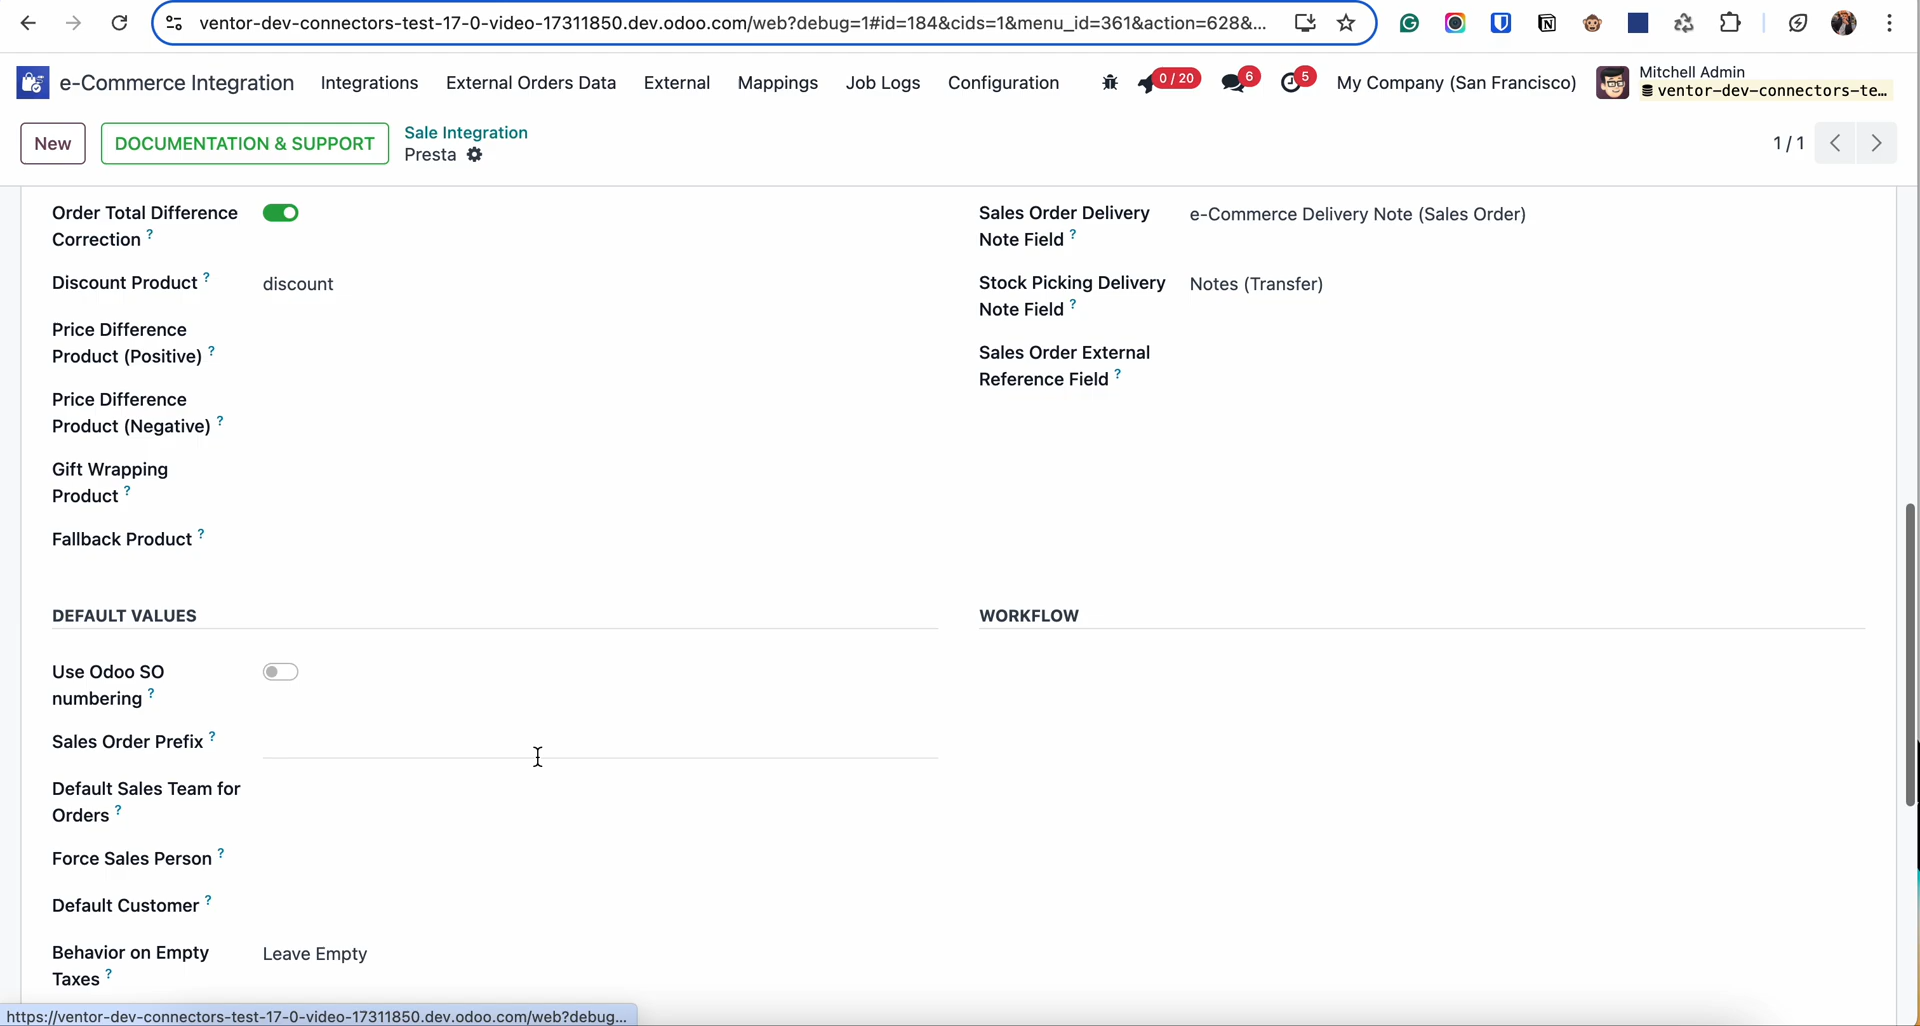 ventor-dev-connectors-test-17-0-video-17311850.dev.odoo.com/web?debug=1#id=184&cids=1&menu_id=361&action=628&...
e-Commerce Integration Integrations External Orders Data External Mappings Job Logs Configuration 0 / 20 6 5 My Company (San Francisco) Mitchell Admin
ventor-dev-connectors-te...
New DOCUMENTATION & SUPPORT Sale Integration
Presta
1 / 1
Order Total Difference
Correction ?
Sales Order Delivery
Note Field ?
e-Commerce Delivery Note (Sales Order)
Discount Product ? discount
Stock Picking Delivery
Note Field ?
Notes (Transfer)
Price Difference
Product (Positive) ?
Sales Order External
Reference Field ?
Price Difference
Product (Negative) ?
Gift Wrapping
Product ?
Fallback Product ?
DEFAULT VALUES
WORKFLOW
Use Odoo SO
numbering ?
Sales Order Prefix ?
Default Sales Team for
Orders ?
Force Sales Person ?
Default Customer ?
Behavior on Empty
Taxes ?
Leave Empty
https://ventor-dev-connectors-test-17-0-video-17311850.dev.odoo.com/web?debug...